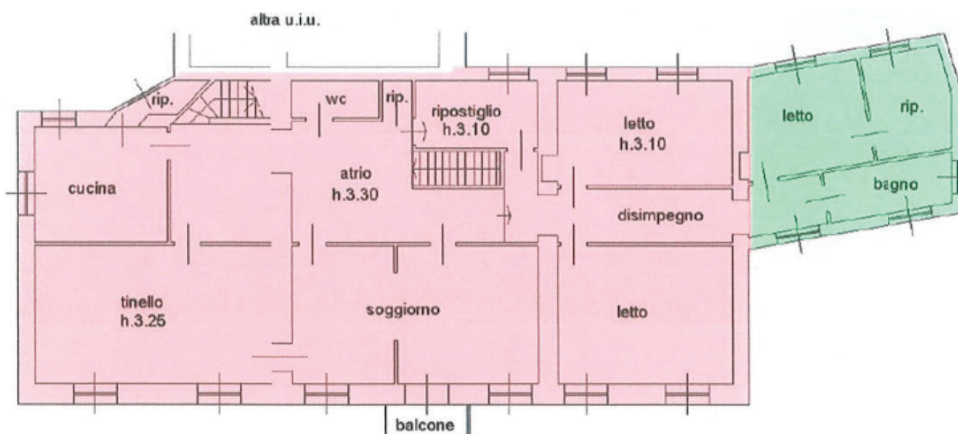 altra u.i.u.
rip.
wc
rip.
ripostiglio
h.3.10
letto
h.3.10
letto
rip.
cucina
atrio
h.3.30
bagno
disimpegno
tinello
h.3.25
soggiorno
letto
balcone